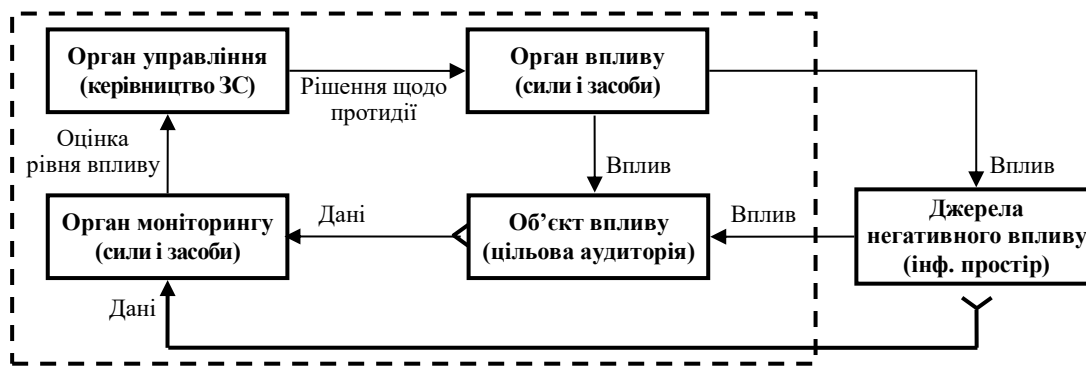 Орган управління
(керівництво ЗС)
Рішення щодо
протидії
Орган впливу
(сили і засоби)
Оцінка
рівня впливу
Вплив
Вплив
Орган моніторингу
(сили і засоби)
Дані
Об’єкт впливу
(цільова аудиторія)
Вплив
Джерела
негативного впливу
(інф. простір)
Дані